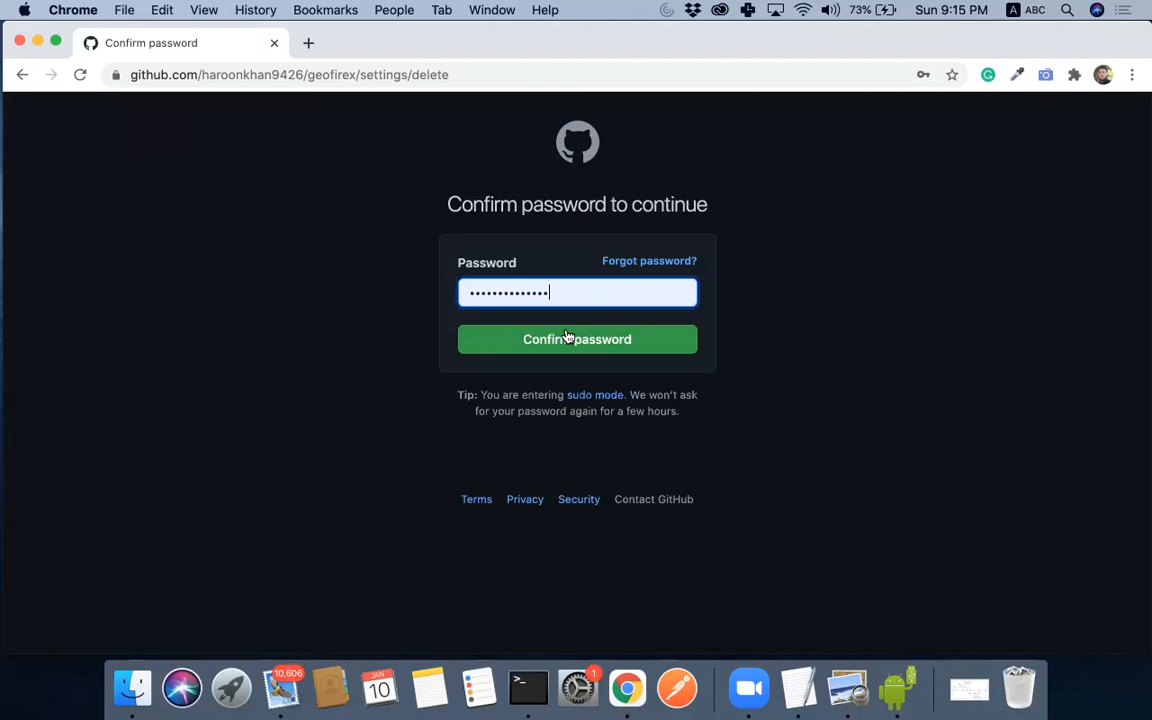 Chrome File Edit View History Bookmarks People Tab Window Help 73% Sun 9:15 PM A ABC
Confirm password
github.com/haroonkhan9426/geofirex/settings/delete
Confirm password to continue
Password Forgot password?
••••••••••••••
Confirm password
Tip: You are entering sudo mode. We won't ask
for your password again for a few hours.
Terms Privacy Security Contact GitHub
10,606
JAN
10
>_
1